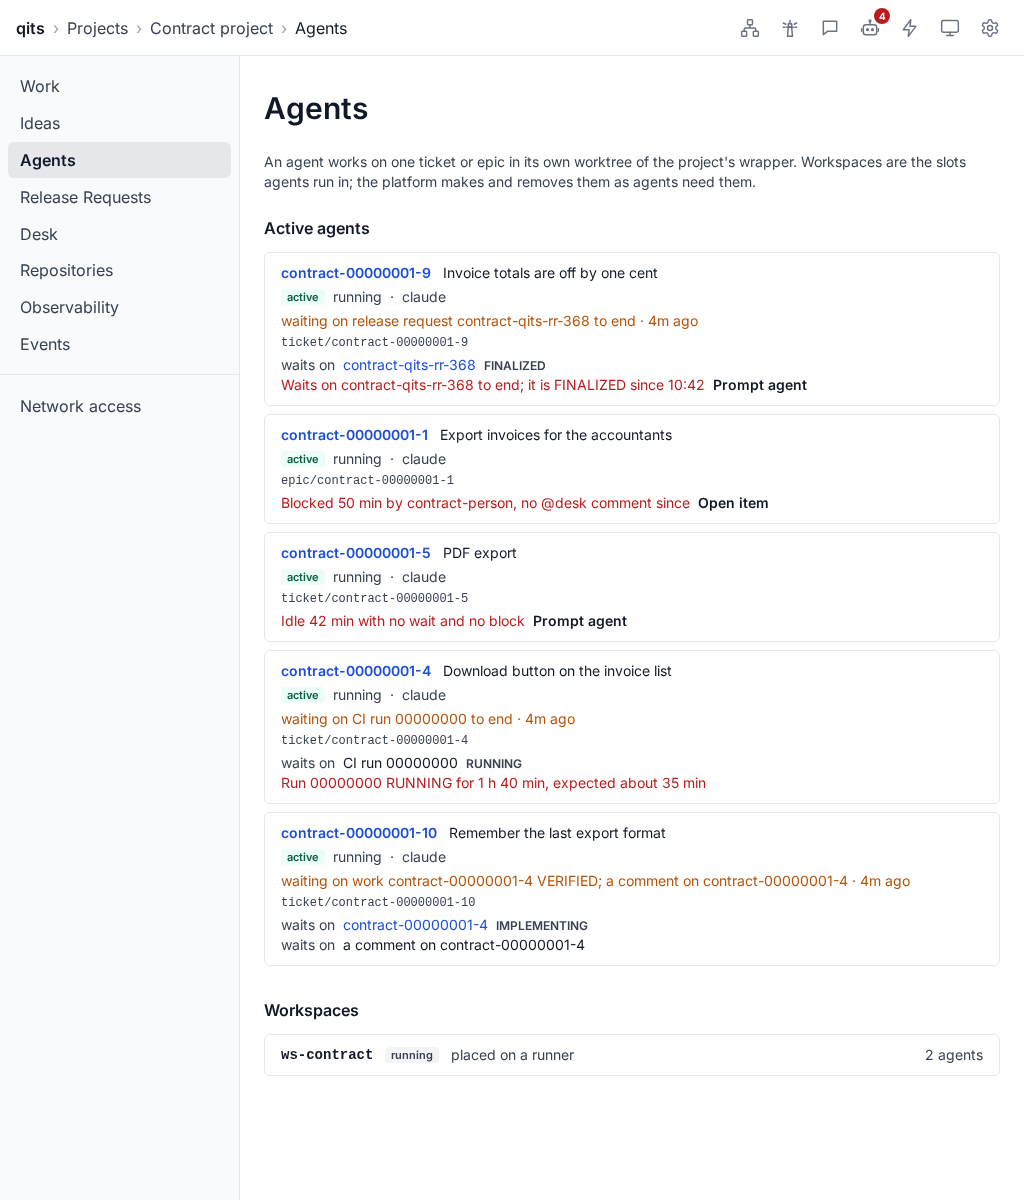 qits › Projects › Contract project › Agents
4
Work
Ideas
Agents
Release Requests
Desk
Repositories
Observability
Events
Network access
Agents
An agent works on one ticket or epic in its own worktree of the project's wrapper. Workspaces are the slots
agents run in; the platform makes and removes them as agents need them.
Active agents
contract-00000001-9 Invoice totals are off by one cent
active running · claude
waiting on release request contract-qits-rr-368 to end · 4m ago
ticket/contract-00000001-9
waits on contract-qits-rr-368 FINALIZED
Waits on contract-qits-rr-368 to end; it is FINALIZED since 10:42 Prompt agent
contract-00000001-1 Export invoices for the accountants
active running · claude
epic/contract-00000001-1
Blocked 50 min by contract-person, no @desk comment since Open item
contract-00000001-5 PDF export
active running · claude
ticket/contract-00000001-5
Idle 42 min with no wait and no block Prompt agent
contract-00000001-4 Download button on the invoice list
active running · claude
waiting on CI run 00000000 to end · 4m ago
ticket/contract-00000001-4
waits on CI run 00000000 RUNNING
Run 00000000 RUNNING for 1 h 40 min, expected about 35 min
contract-00000001-10 Remember the last export format
active running · claude
waiting on work contract-00000001-4 VERIFIED; a comment on contract-00000001-4 · 4m ago
ticket/contract-00000001-10
waits on contract-00000001-4 IMPLEMENTING
waits on a comment on contract-00000001-4
Workspaces
ws-contract running placed on a runner 2 agents